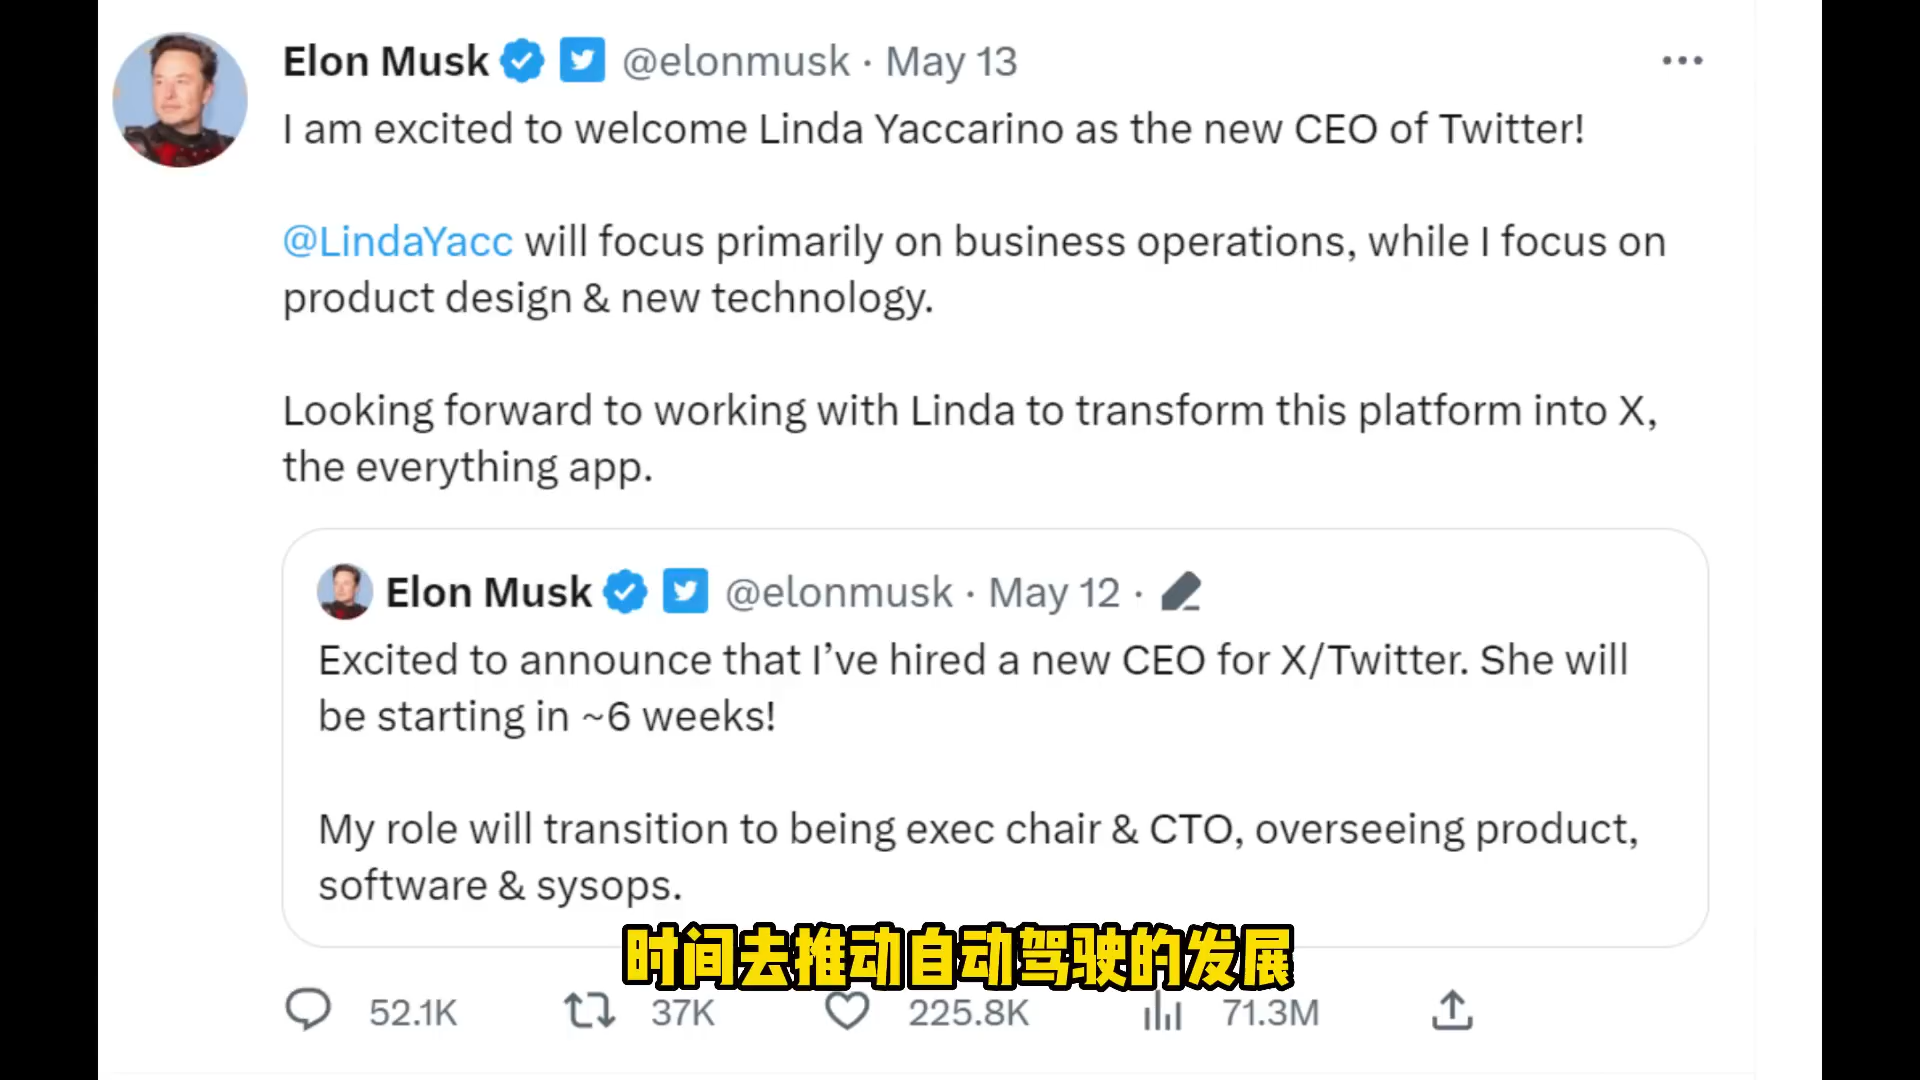 Elon Musk @elonmusk · May 13
I am excited to welcome Linda Yaccarino as the new CEO of Twitter!
@LindaYacc will focus primarily on business operations, while I focus on
product design & new technology.
Looking forward to working with Linda to transform this platform into X,
the everything app.
Elon Musk @elonmusk · May 12 ·
Excited to announce that I’ve hired a new CEO for X/Twitter. She will
be starting in ~6 weeks!
My role will transition to being exec chair & CTO, overseeing product,
software & sysops.
时间去推动自动驾驶的发展
52.1K 37K 225.8K 71.3M